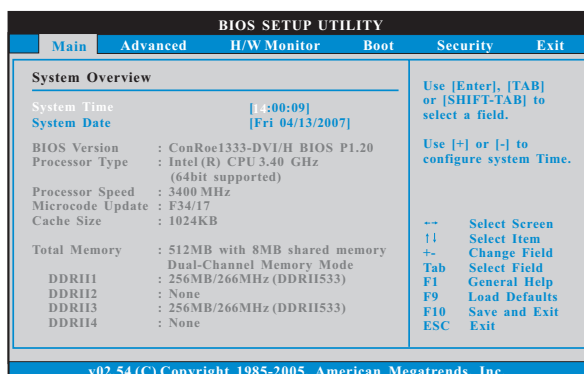 BIOS SETUP UTILITY
Main Advanced H/W Monitor Boot Security Exit
System Overview
System Time [14:00:09]
System Date [Fri 04/13/2007]
BIOS Version : ConRoe1333-DVI/H BIOS P1.20
Processor Type : Intel (R) CPU 3.40 GHz
(64bit supported)
Processor Speed : 3400 MHz
Microcode Update : F34/17
Cache Size : 1024KB
Total Memory : 512MB with 8MB shared memory
Dual-Channel Memory Mode
DDRII1 : 256MB/266MHz (DDRII533)
DDRII2 : None
DDRII3 : 256MB/266MHz (DDRII533)
DDRII4 : None
Use [Enter], [TAB]
or [SHIFT-TAB] to
select a field.
Use [+] or [-] to
configure system Time.
←→ Select Screen
↑↓ Select Item
+- Change Field
Tab Select Field
F1 General Help
F9 Load Defaults
F10 Save and Exit
ESC Exit
v02.54 (C) Copyright 1985-2005, American Megatrends, Inc.